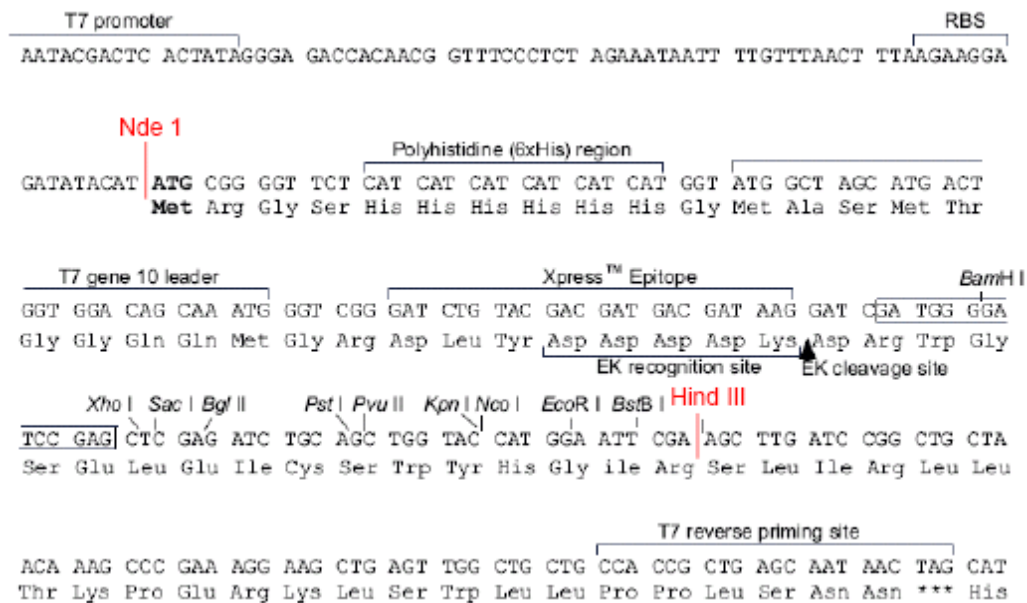 T7 promoter RBS
AATACGACTC ACTATAGGGA GACCACAACG GTTTCCCTCT AGAAATAATT TTGTTTAACT TTAAGAAGGA
Nde 1
Polyhistidine (6xHis) region
GATATACAT ATG CGG GGT TCT CAT CAT CAT CAT CAT CAT GGT ATG GCT AGC ATG ACT
Met Arg Gly Ser His His His His His His Gly Met Ala Ser Met Thr
T7 gene 10 leader Xpress™ Epitope BamH I
GGT GGA CAG CAA ATG GGT CGG GAT CTG TAC GAC GAT GAC GAT AAG GAT CGA TGG GGA
Gly Gly Gln Gln Met Gly Arg Asp Leu Tyr Asp Asp Asp Asp Lys Asp Arg Trp Gly
EK recognition site EK cleavage site
Xho I Sac I Bgl II Pst I Pvu II Kpn I Nco I EcoR I BstB I Hind III
TCC GAG CTC GAG ATC TGC AGC TGG TAC CAT GGA ATT CGA AGC TTG ATC CGG CTG CTA
Ser Glu Leu Glu Ile Cys Ser Trp Tyr His Gly ile Arg Ser Leu Ile Arg Leu Leu
T7 reverse priming site
ACA AAG CCC GAA AGG AAG CTG AGT TGG CTG CTG CCA CCG CTG AGC AAT AAC TAG CAT
Thr Lys Pro Glu Arg Lys Leu Ser Trp Leu Leu Pro Pro Leu Ser Asn Asn *** His